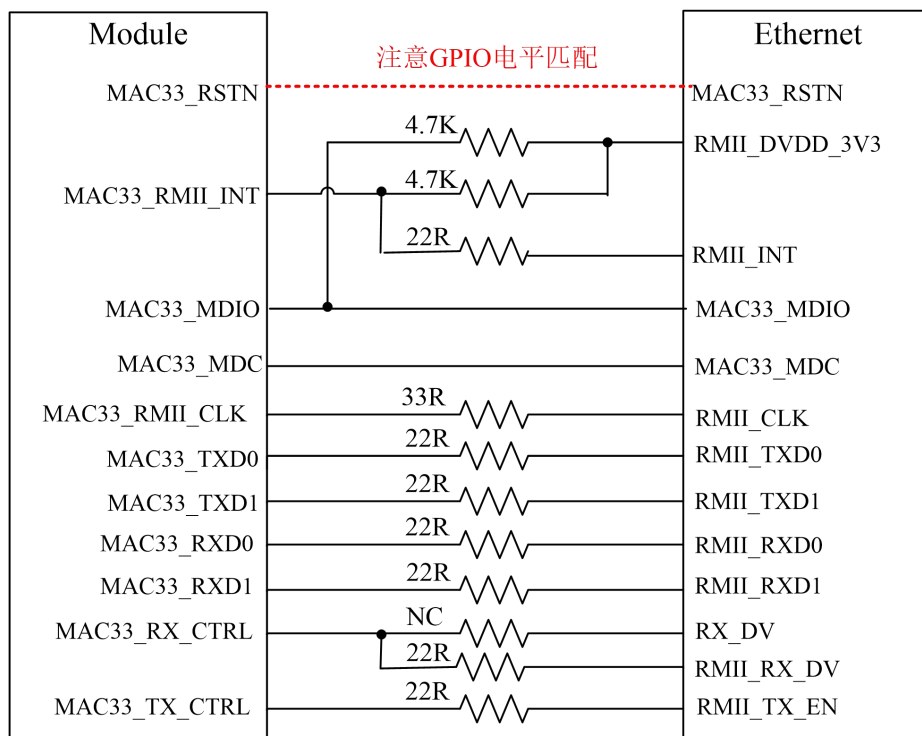 Module
Ethernet
注意GPIO电平匹配
MAC33_RSTN
MAC33_RSTN
4.7K
RMII_DVDD_3V3
MAC33_RMII_INT
4.7K
22R
RMII_INT
MAC33_MDIO
MAC33_MDIO
MAC33_MDC
MAC33_MDC
MAC33_RMII_CLK
33R
RMII_CLK
MAC33_TXD0
22R
RMII_TXD0
MAC33_TXD1
22R
RMII_TXD1
MAC33_RXD0
22R
RMII_RXD0
MAC33_RXD1
22R
RMII_RXD1
MAC33_RX_CTRL
NC
RX_DV
22R
RMII_RX_DV
MAC33_TX_CTRL
22R
RMII_TX_EN